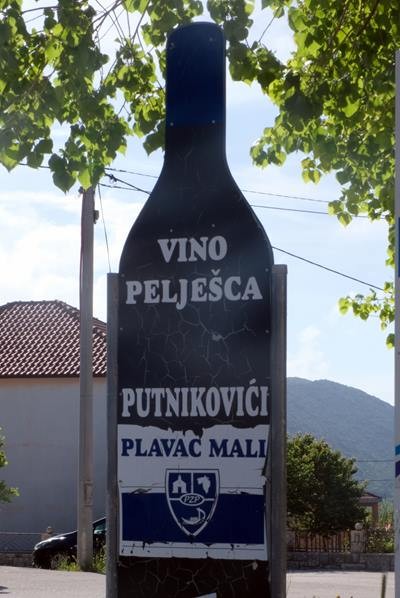 VINO
PELJEŠCA
PUTNIKOVIĆI
PLAVAC MALI
PZP